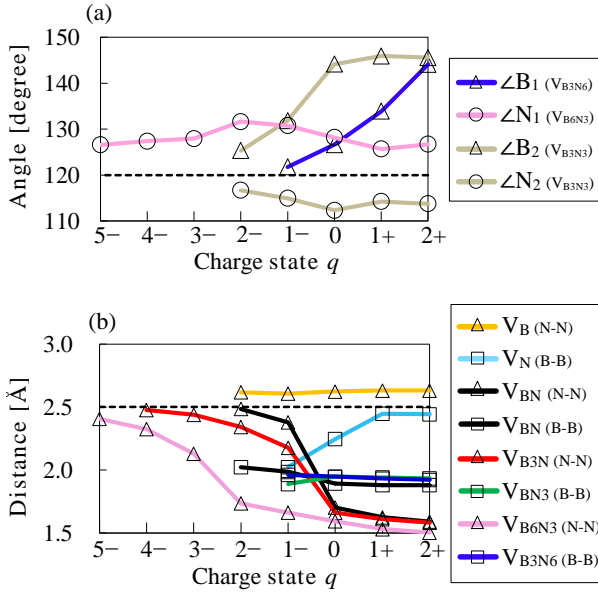 (a)
150
140
130
120
110
Angle [degree]
5− 4− 3− 2− 1− 0 1+ 2+
Charge state q
∠B1 (VB3N6)
∠N1 (VB6N3)
∠B2 (VB3N3)
∠N2 (VB3N3)
(b)
3.0
2.5
2.0
1.5
Distance [Å]
5− 4− 3− 2− 1− 0 1+ 2+
Charge state q
VB (N-N)
VN (B-B)
VBN (N-N)
VBN (B-B)
VB3N (N-N)
VBN3 (B-B)
VB6N3 (N-N)
VB3N6 (B-B)